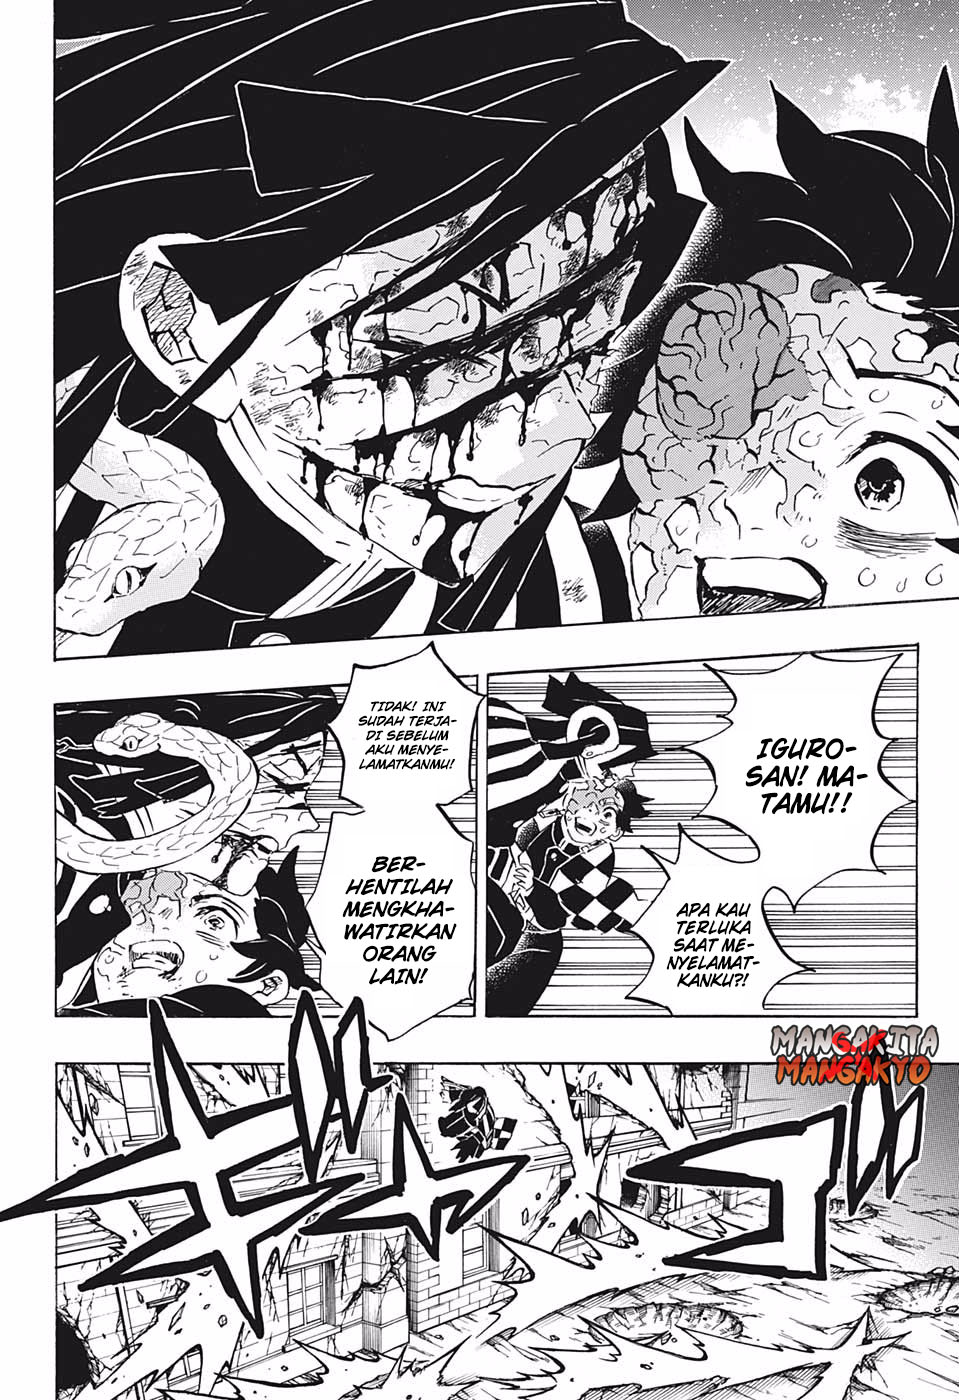 IGURO-
SAN! MA-
TAMU!!
APA KAU
TERLUKA
SAAT ME-
NYELAMAT-
KANKU?!
TIDAK! INI
SUDAH TERJA-
DI SEBELUM
AKU MENYE-
LAMATKANMU!
BER-
HENTILAH
MENGKHA-
WATIRKAN
ORANG
LAIN!
MANGAKITA
MANGAKYO